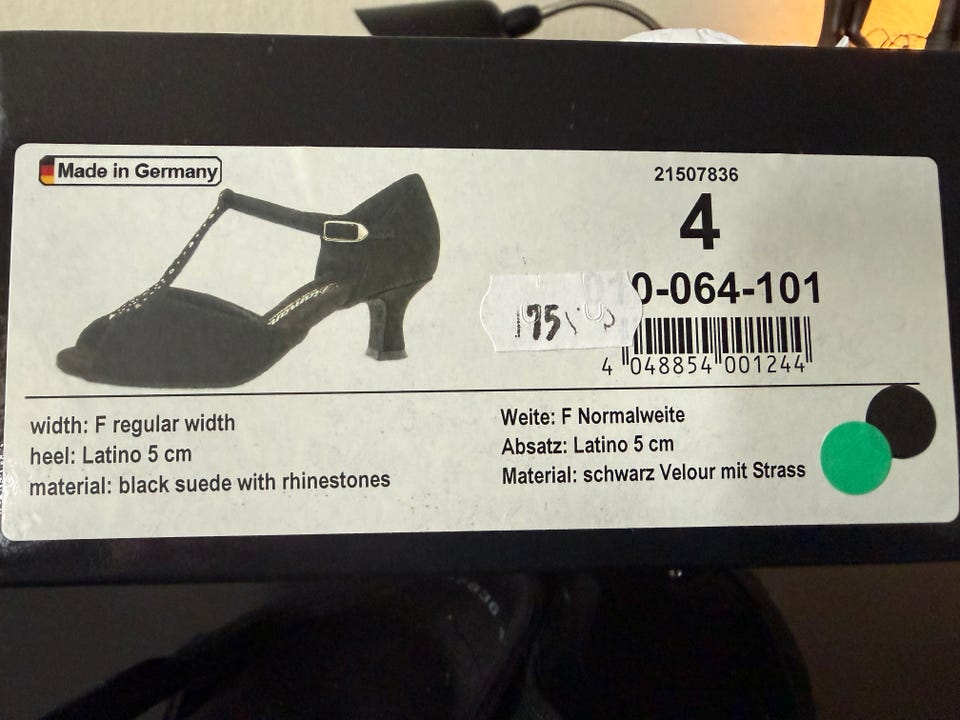 Made in Germany
21507836
4
10-064-101
4 048854 001244
width: F regular width
heel: Latino 5 cm
material: black suede with rhinestones
Weite: F Normalweite
Absatz: Latino 5 cm
Material: schwarz Velour mit Strass